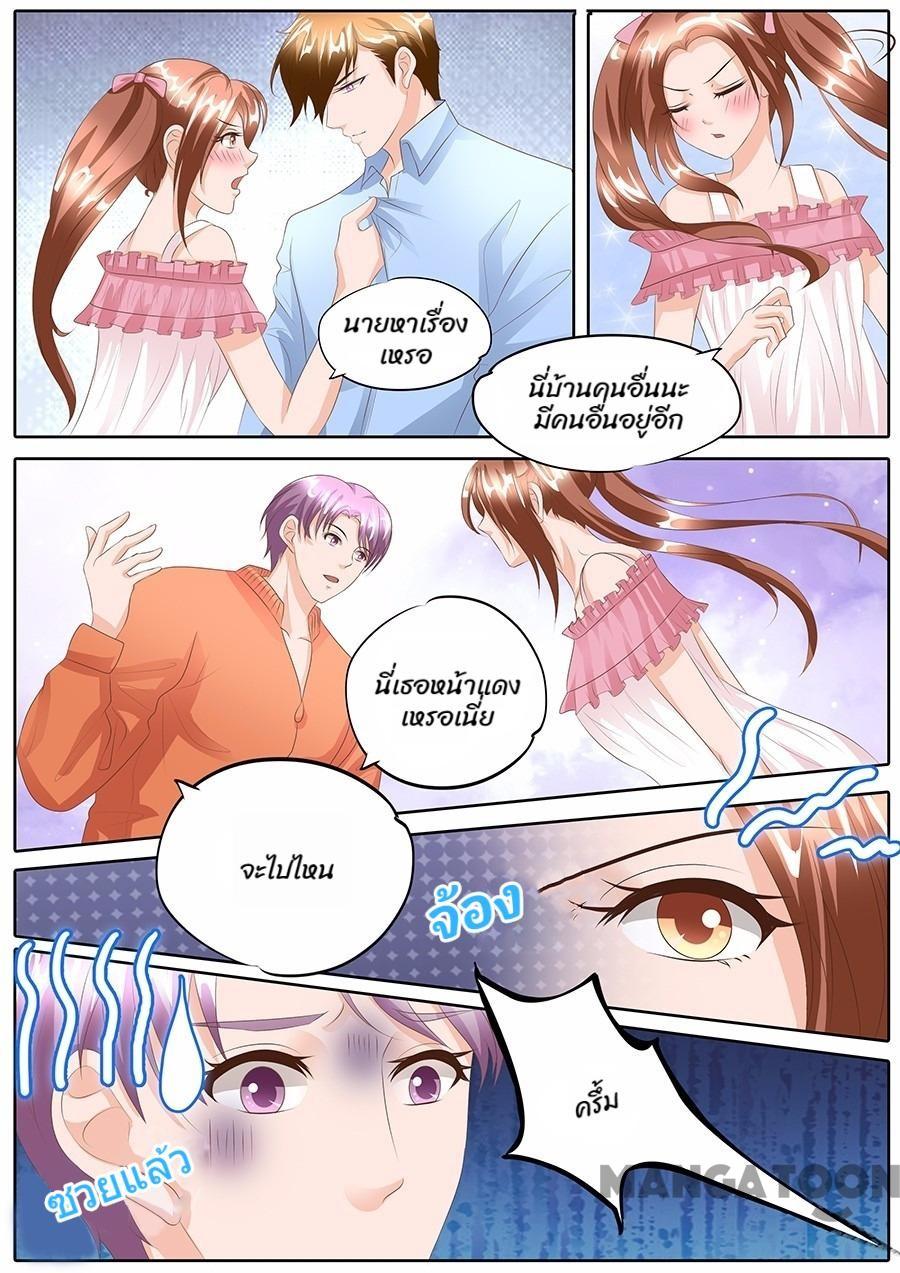 นายหาเรื่อง
เหรอ
นี่บ้านคนอื่นนะ
มีคนอื่นอยู่อีก
นี่เธอหน้าแดง
เหรอเนี่ย
จะไปไหน
จ้อง
ครึ้ม
ซวยแล้ว
MANGATOON